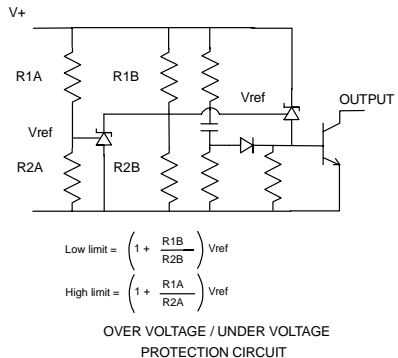 V+
R1A
R1B
Vref
OUTPUT
Vref
R2A
R2B
Low limit = ( 1 + R1B / R2B ) Vref
High limit = ( 1 + R1A / R2A ) Vref
OVER VOLTAGE / UNDER VOLTAGE
PROTECTION CIRCUIT